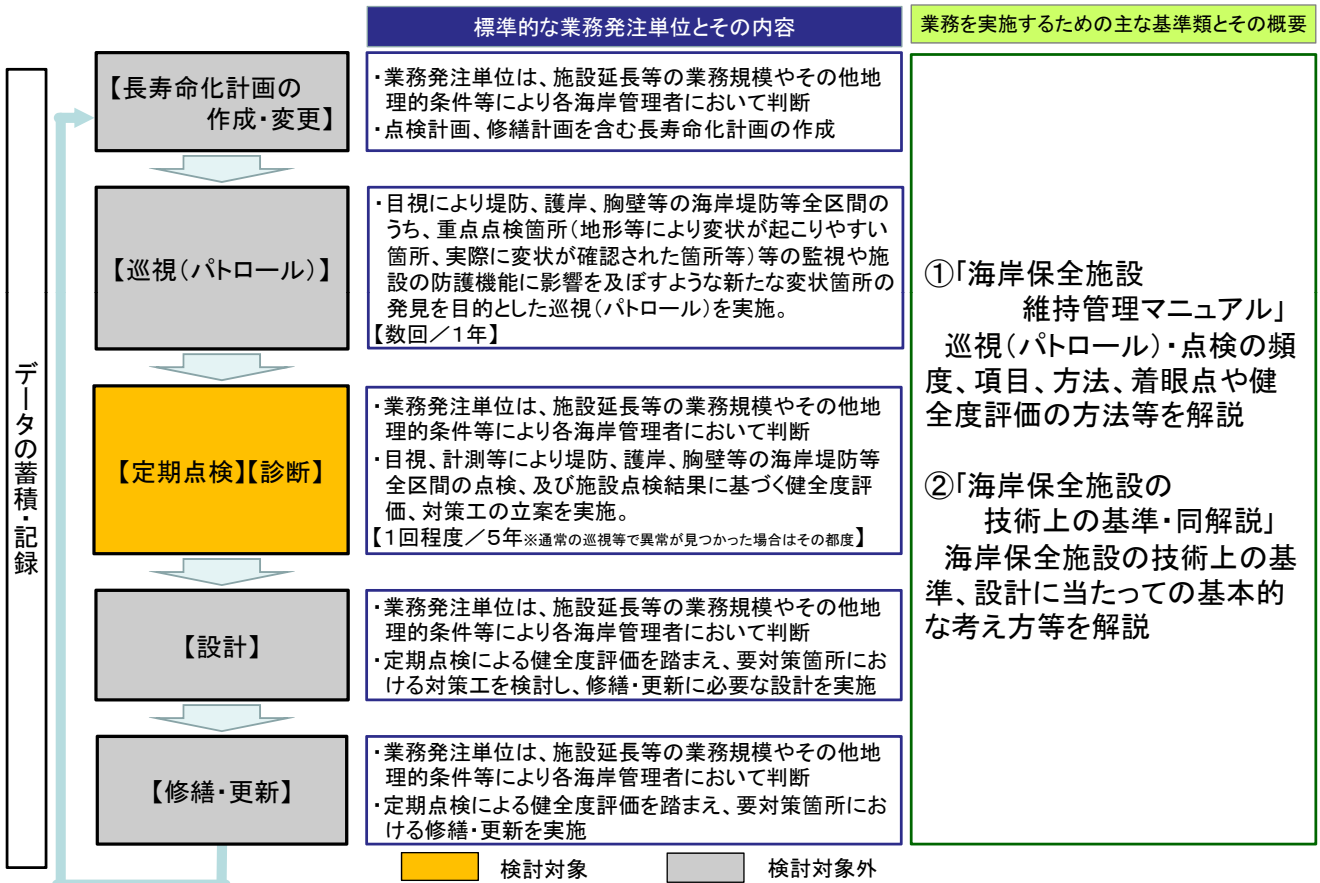 標準的な業務発注単位とその内容
業務を実施するための主な基準類とその概要
データの蓄積・記録
【長寿命化計画の
作成・変更】
・業務発注単位は、施設延長等の業務規模やその他地
理的条件等により各海岸管理者において判断
・点検計画、修繕計画を含む長寿命化計画の作成
【巡視(パトロール)】
・目視により堤防、護岸、胸壁等の海岸堤防等全区間の
うち、重点点検箇所(地形等により変状が起こりやすい
箇所、実際に変状が確認された箇所等)等の監視や施
設の防護機能に影響を及ぼすような新たな変状箇所の
発見を目的とした巡視(パトロール)を実施。
【数回/1年】
【定期点検】【診断】
・業務発注単位は、施設延長等の業務規模やその他地
理的条件等により各海岸管理者において判断
・目視、計測等により堤防、護岸、胸壁等の海岸堤防等
全区間の点検、及び施設点検結果に基づく健全度評
価、対策工の立案を実施。
【1回程度/5年※通常の巡視等で異常が見つかった場合はその都度】
【設計】
・業務発注単位は、施設延長等の業務規模やその他地
理的条件等により各海岸管理者において判断
・定期点検による健全度評価を踏まえ、要対策箇所にお
ける対策工を検討し、修繕・更新に必要な設計を実施
【修繕・更新】
・業務発注単位は、施設延長等の業務規模やその他地
理的条件等により各海岸管理者において判断
・定期点検による健全度評価を踏まえ、要対策箇所にお
ける修繕・更新を実施
①「海岸保全施設
維持管理マニュアル」
巡視(パトロール)・点検の頻
度、項目、方法、着眼点や健
全度評価の方法等を解説
②「海岸保全施設の
技術上の基準・同解説」
海岸保全施設の技術上の基
準、設計に当たっての基本的
な考え方等を解説
検討対象
検討対象外